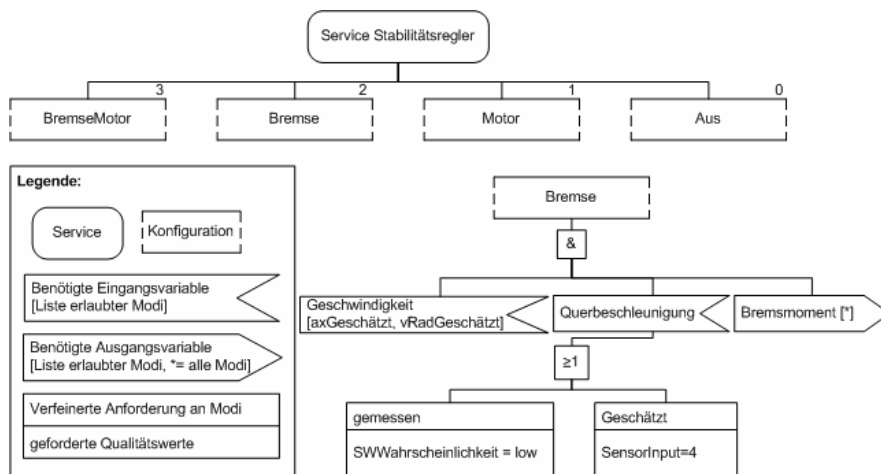 Service Stabilitätsregler
3
2
1
0
BremseMotor
Bremse
Motor
Aus
Legende:
Service
Konfiguration
Benötigte Eingangsvariable
[Liste erlaubter Modi]
Benötigte Ausgangsvariable
[Liste erlaubter Modi, *= alle Modi]
Verfeinerte Anforderung an Modi
geforderte Qualitätswerte
Bremse
&
Geschwindigkeit
[axGeschätzt, vRadGeschätzt]
Querbeschleunigung
Bremsmoment [*]
≥1
gemessen
SWWahrscheinlichkeit = low
Geschätzt
SensorInput=4